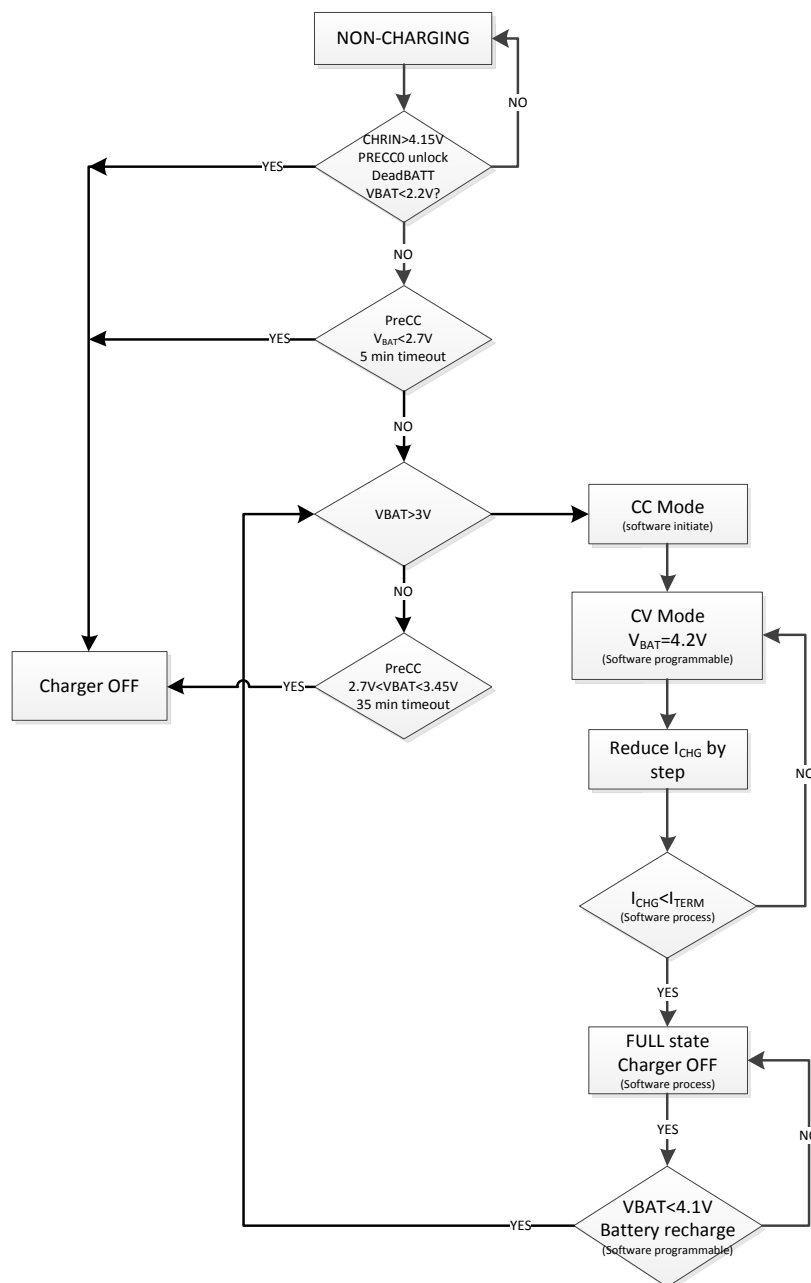 NON-CHARGING
NO
CHRIN>4.15V
PRECC0 unlock
DeadBATT
VBAT<2.2V?
YES
NO
PreCC
VBAT<2.7V
5 min timeout
YES
NO
VBAT>3V
CC Mode
(software initiate)
NO
CV Mode
VBAT=4.2V
(Software programmable)
Charger OFF
YES
PreCC
2.7V<VBAT<3.45V
35 min timeout
Reduce ICHG by
step
NO
ICHG<ITERM
(Software process)
YES
FULL state
Charger OFF
(Software process)
YES
NO
VBAT<4.1V
Battery recharge
(Software programmable)
YES